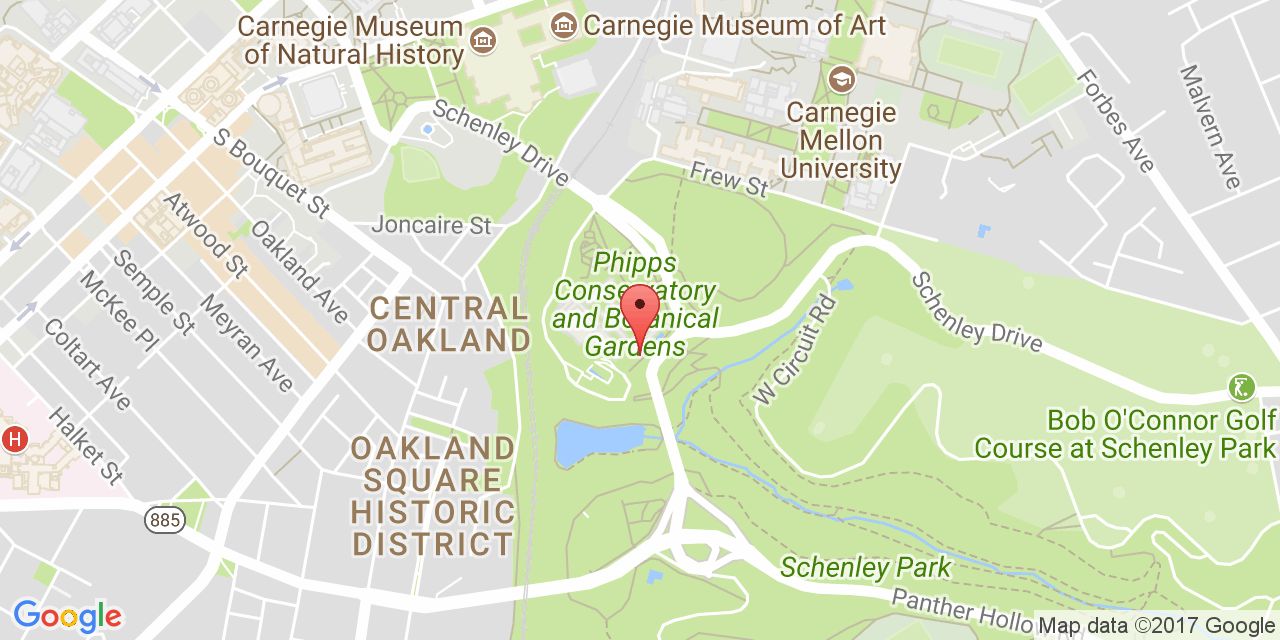 Carnegie Museum
of Natural History
Carnegie Museum of Art
Carnegie
Mellon
University
Forbes Ave
Malvern Ave
Schenley Drive
S Bouquet St
Frew St
Atwood St
Joncaire St
Oakland Ave
Semple St
McKee Pl
Meyran Ave
Coltart Ave
Halket St
CENTRAL
OAKLAND
Phipps
Conservatory
and Botanical
Gardens
W Circuit Rd
Schenley Drive
Bob O'Connor Golf
Course at Schenley Park
H
OAKLAND
SQUARE
HISTORIC
DISTRICT
885
Schenley Park
Panther Hollo
Google
Map data ©2017 Google